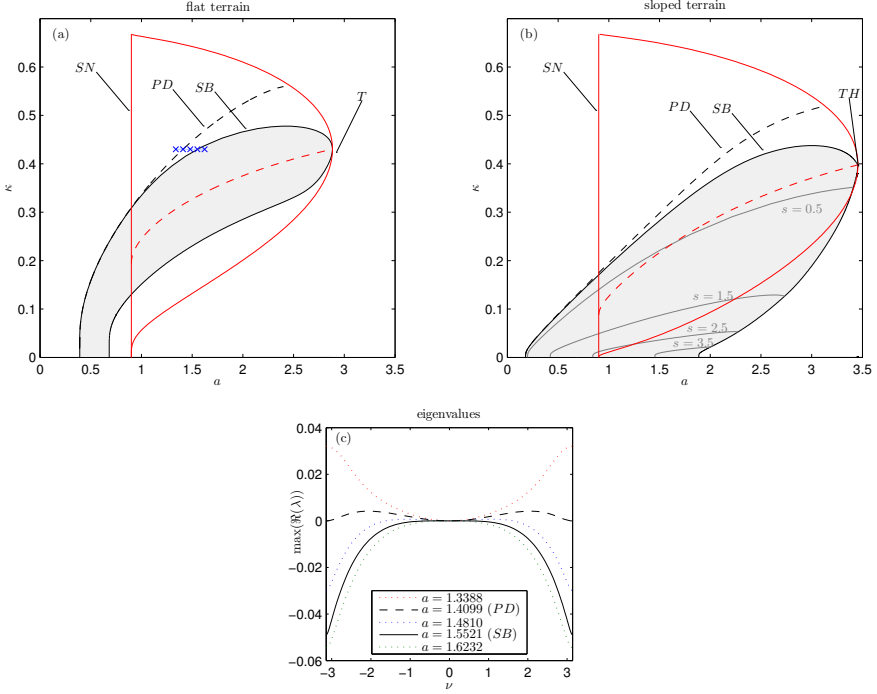 flat terrain
(a)
SN
PD
SB
T
κ
0.6
0.5
0.4
0.3
0.2
0.1
0
0 0.5 1 1.5 2 2.5 3 3.5
a
sloped terrain
(b)
SN
PD
SB
TH
κ
0.6
0.5
0.4
0.3
0.2
0.1
0
s = 0.5
s = 1.5
s = 2.5
s = 3.5
0 0.5 1 1.5 2 2.5 3 3.5
a
eigenvalues
(c)
max(ℜ(λ))
0.04
0.02
0
−0.02
−0.04
−0.06
a = 1.3388
a = 1.4099 (PD)
a = 1.4810
a = 1.5521 (SB)
a = 1.6232
−3 −2 −1 0 1 2 3
ν